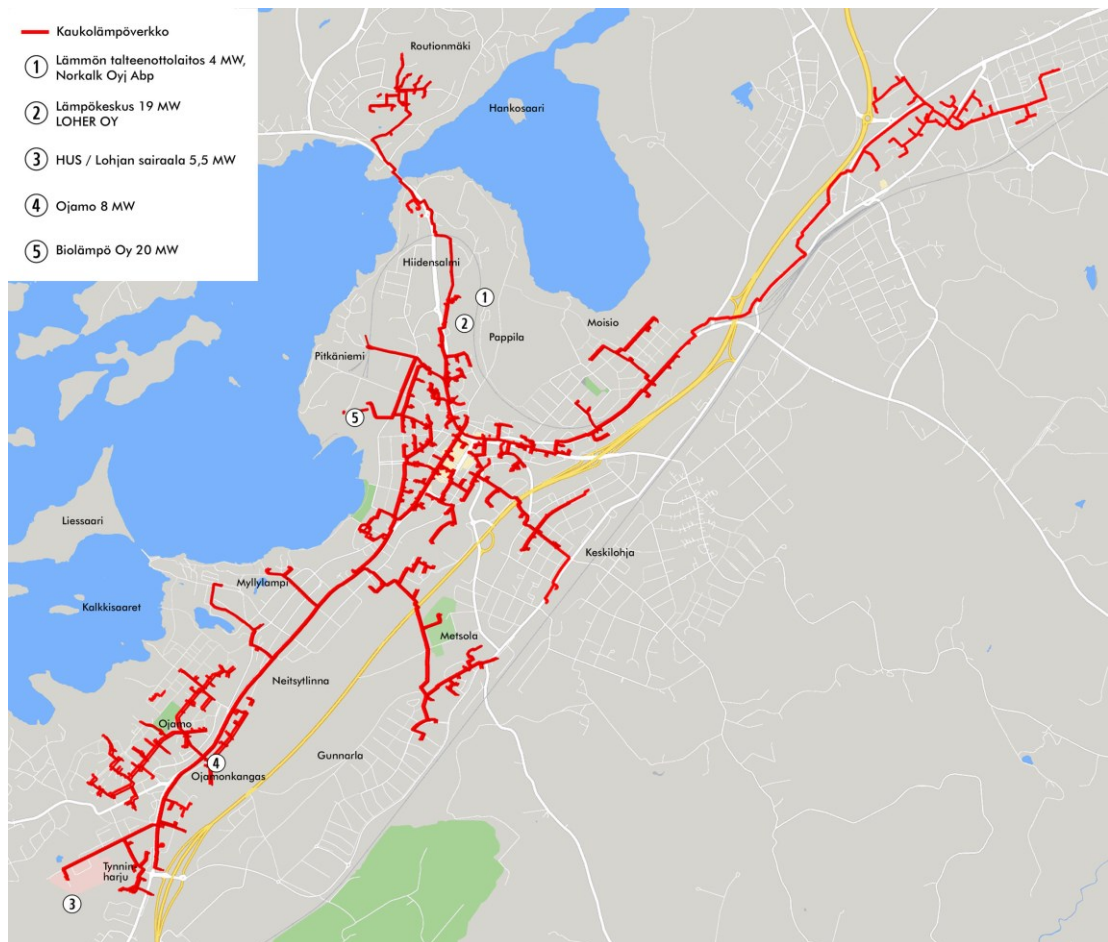 Kaukolämpöverkko
1 Lämmön talteenottolaitos 4 MW,
Norkalk Oyj Abp
2 Lämpökeskus 19 MW
LOHER OY
3 HUS / Lohjan sairaala 5,5 MW
4 Ojamo 8 MW
5 Biolämpö Oy 20 MW
Routionmäki
Hankosaari
Hiidensalmi
1
2
Pappila
Moisio
Pitkäniemi
5
Liessaari
Keskilohja
Myllylampi
Kalkkisaaret
Metsola
Neitsytlinna
Ojamo
Gunnarla
4
Ojamonkangas
Tynnin
harju
3